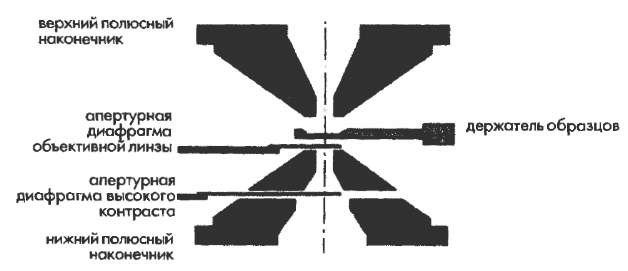 верхний полюсный
наконечник
апертурная
диафрагма
объективной линзы
держатель образцов
апертурная
диафрагма высокого
контраста
нижний полюсный
наконечник